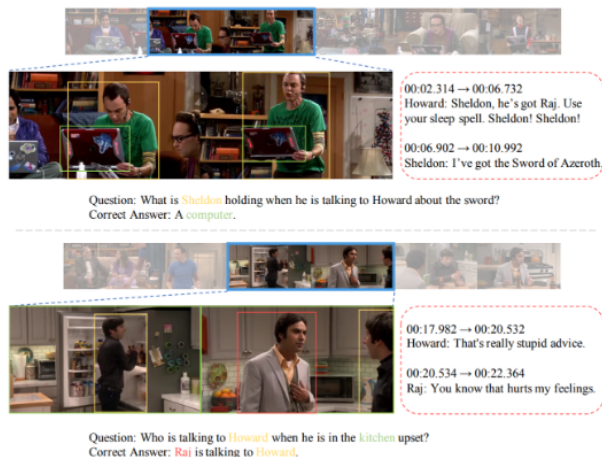 00:02.314 → 00:06.732
Howard: Sheldon, he's got Raj. Use
your sleep spell. Sheldon! Sheldon!
00:06.902 → 00:10.992
Sheldon: I've got the Sword of Azeroth.
Question: What is Sheldon holding when he is talking to Howard about the sword?
Correct Answer: A computer.
00:17.982 → 00:20.532
Howard: That's really stupid advice.
00:20.534 → 00:22.364
Raj: You know that hurts my feelings.
Question: Who is talking to Howard when he is in the kitchen upset?
Correct Answer: Raj is talking to Howard.